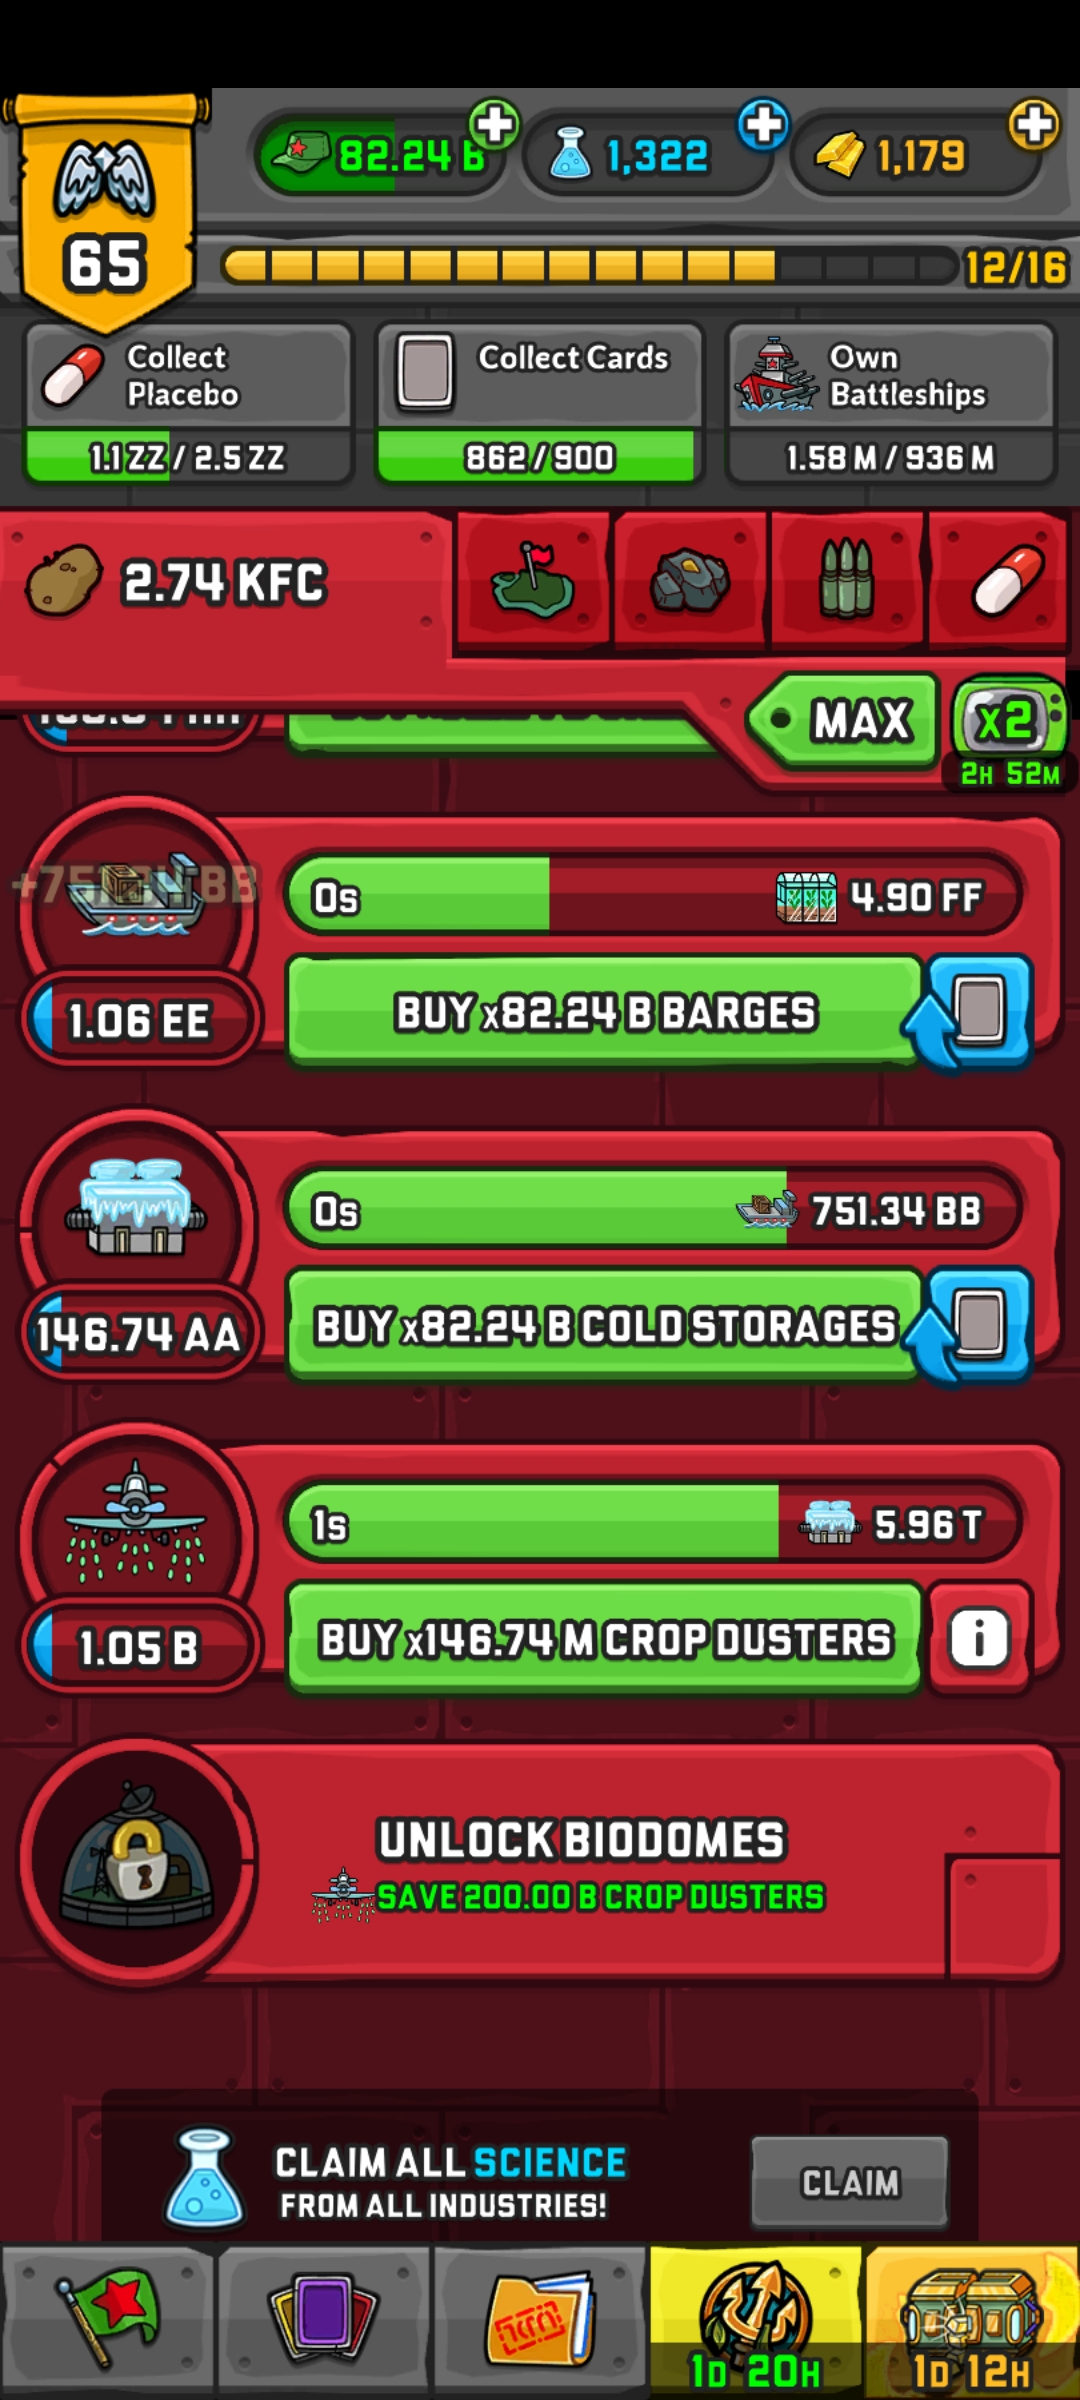 82.24 B
1,322
1,179
65
12/16
Collect
Placebo
Collect Cards
Own
Battleships
1.1 ZZ / 2.5 ZZ
862 / 900
1.58 M / 936 M
2.74 KFC
MAX
x2
2H 52M
0s
4.90 FF
1.06 EE
BUY x82.24 B BARGES
0s
751.34 BB
146.74 AA
BUY x82.24 B COLD STORAGES
1s
5.96 T
1.05 B
BUY x146.74 M CROP DUSTERS
i
UNLOCK BIODOMES
SAVE 200.00 B CROP DUSTERS
CLAIM ALL SCIENCE
FROM ALL INDUSTRIES!
CLAIM
1D 20H
1D 12H